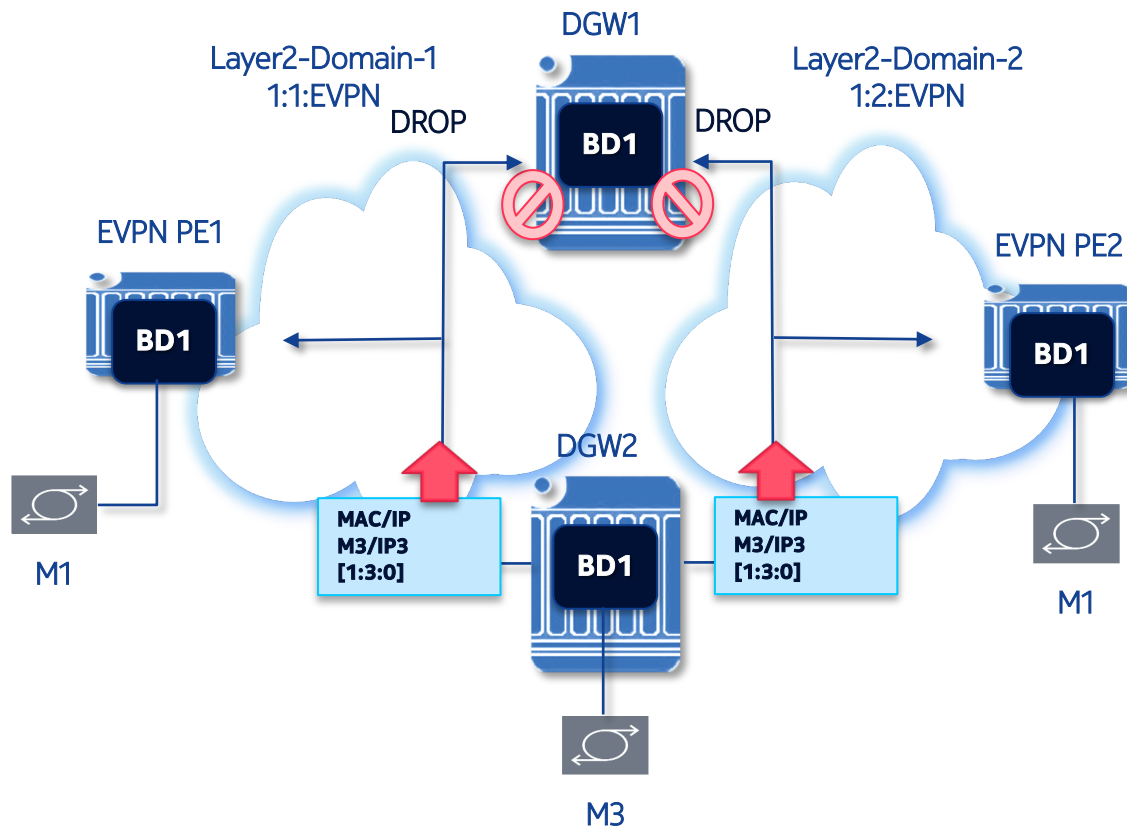 DGW1
Layer2-Domain-1
1:1:EVPN
Layer2-Domain-2
1:2:EVPN
DROP
DROP
BD1
EVPN PE1
EVPN PE2
BD1
BD1
DGW2
MAC/IP
M3/IP3
[1:3:0]
MAC/IP
M3/IP3
[1:3:0]
BD1
M1
M1
M3